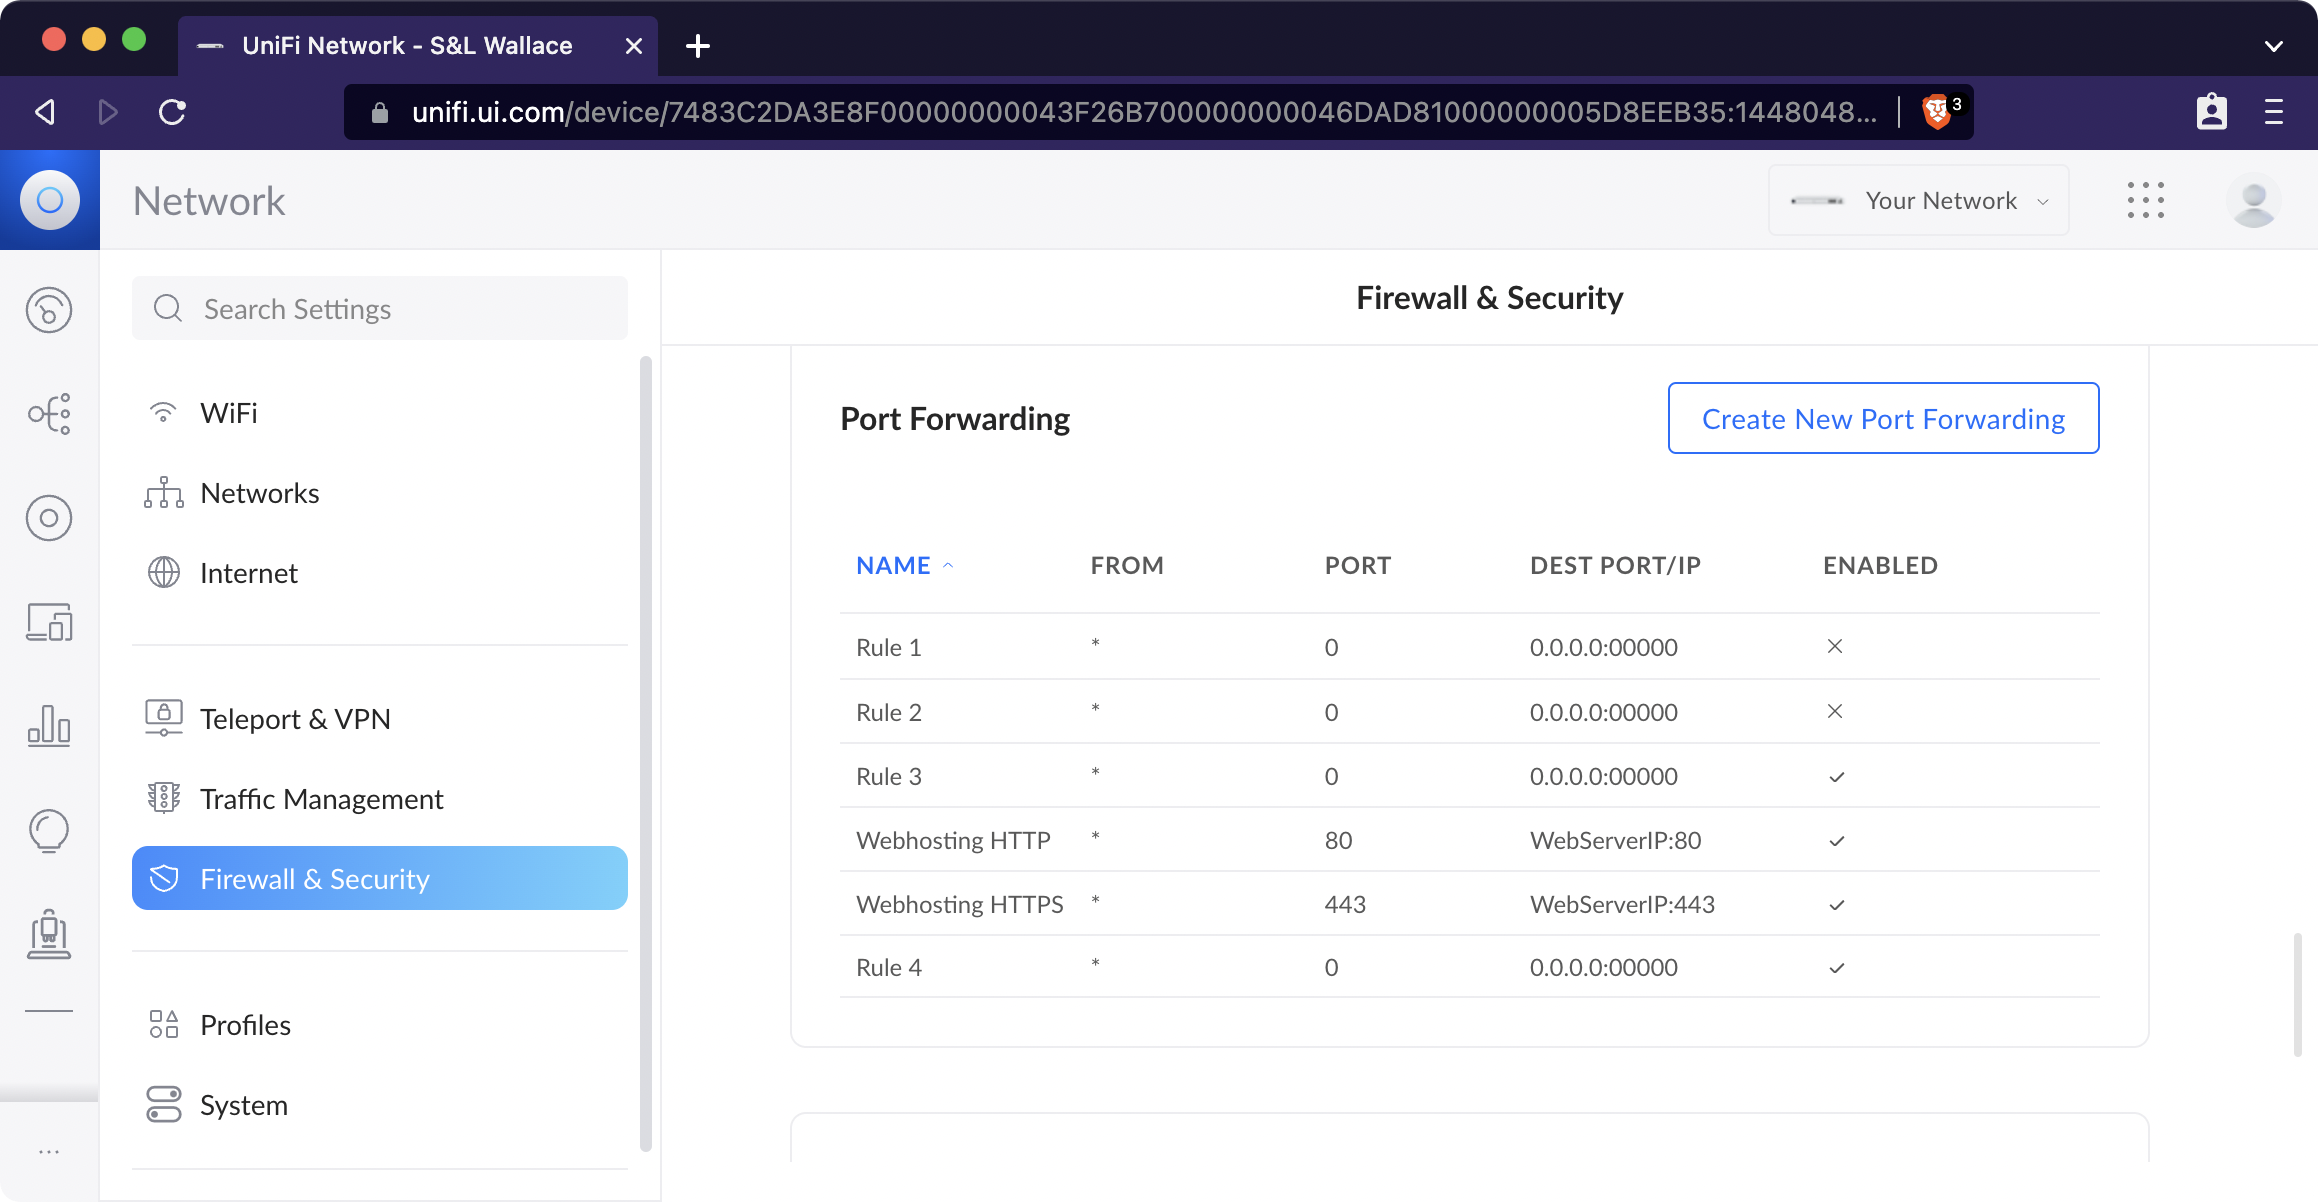 UniFi Network - S&L Wallace
unifi.ui.com/device/7483C2DA3E8F00000000043F26B700000000046DAD81000000005D8EEB35:1448048...
3
Network
Your Network
Search Settings
WiFi
Networks
Internet
Teleport & VPN
Traffic Management
Firewall & Security
Profiles
System
Firewall & Security
Port Forwarding
Create New Port Forwarding
NAME FROM PORT DEST PORT/IP ENABLED
Rule 1 * 0 0.0.0.0:00000
Rule 2 * 0 0.0.0.0:00000
Rule 3 * 0 0.0.0.0:00000
Webhosting HTTP * 80 WebServerIP:80
Webhosting HTTPS * 443 WebServerIP:443
Rule 4 * 0 0.0.0.0:00000